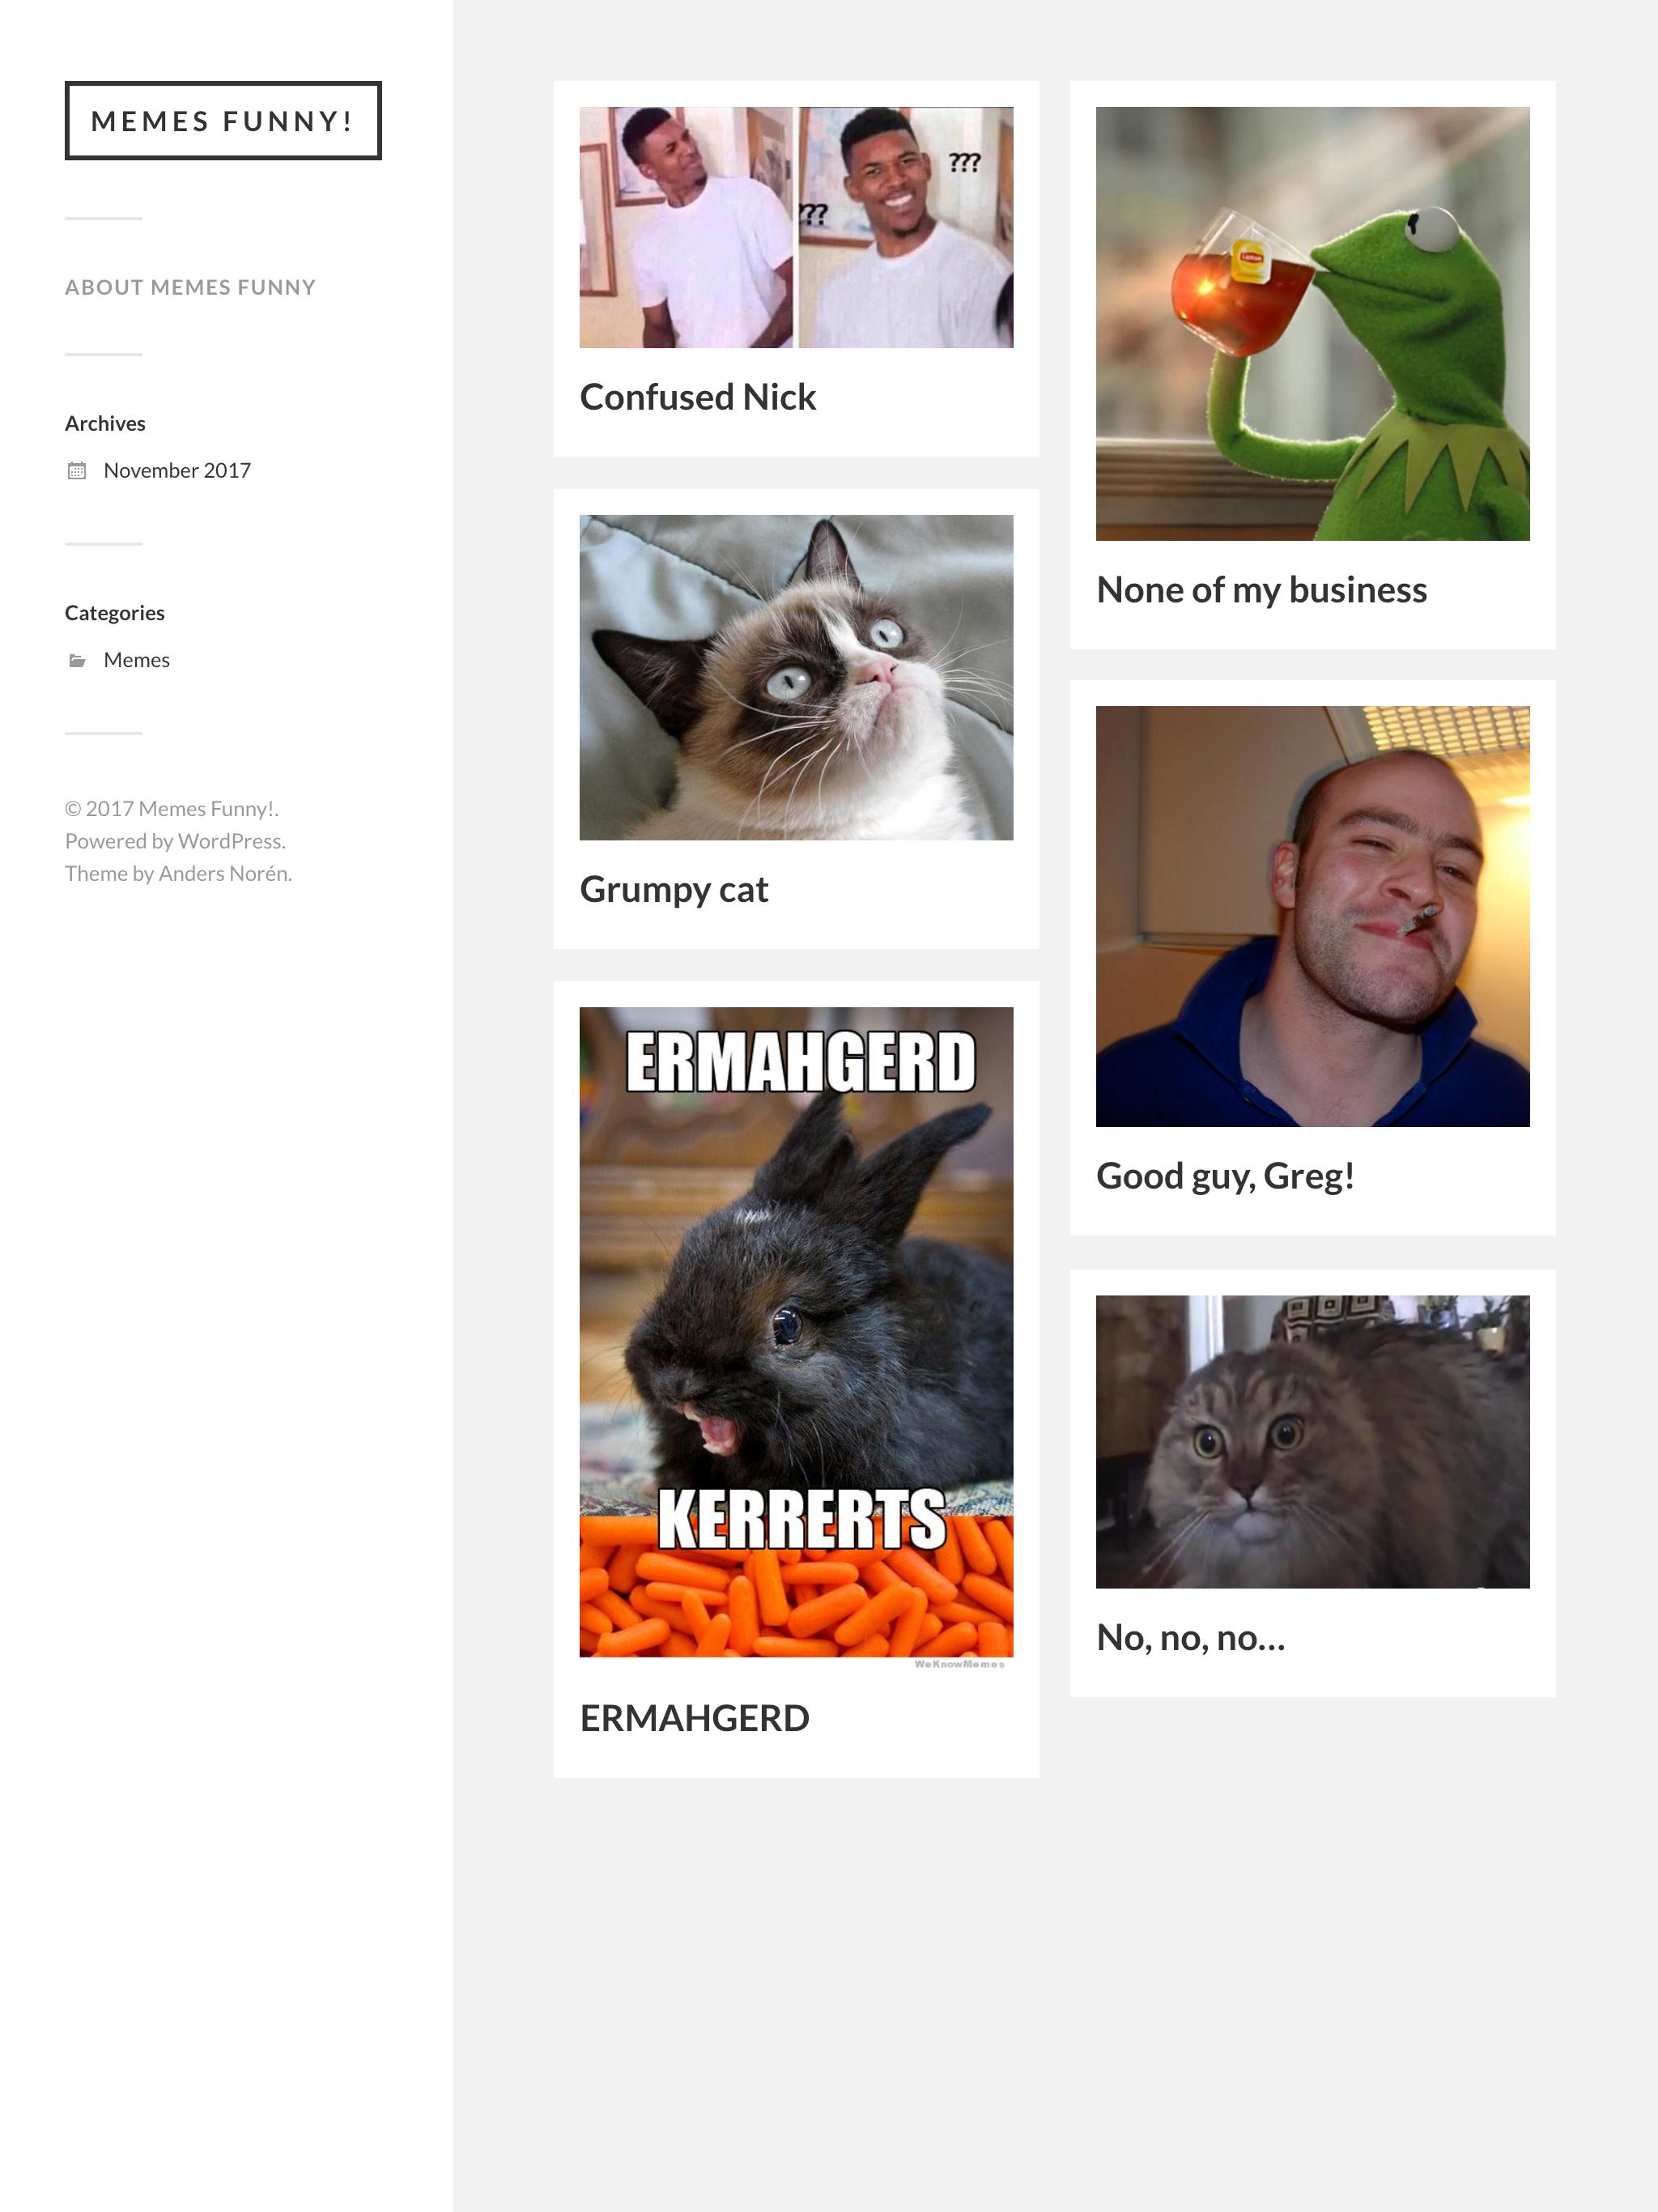 MEMES FUNNY!
ABOUT MEMES FUNNY
Archives
November 2017
Categories
Memes
© 2017 Memes Funny!.
Powered by WordPress.
Theme by Anders Norén.
???
???
Confused Nick
Grumpy cat
ERMAHGERD
KERRERTS
WeKnowMemes
ERMAHGERD
Lipton
None of my business
Good guy, Greg!
No, no, no...